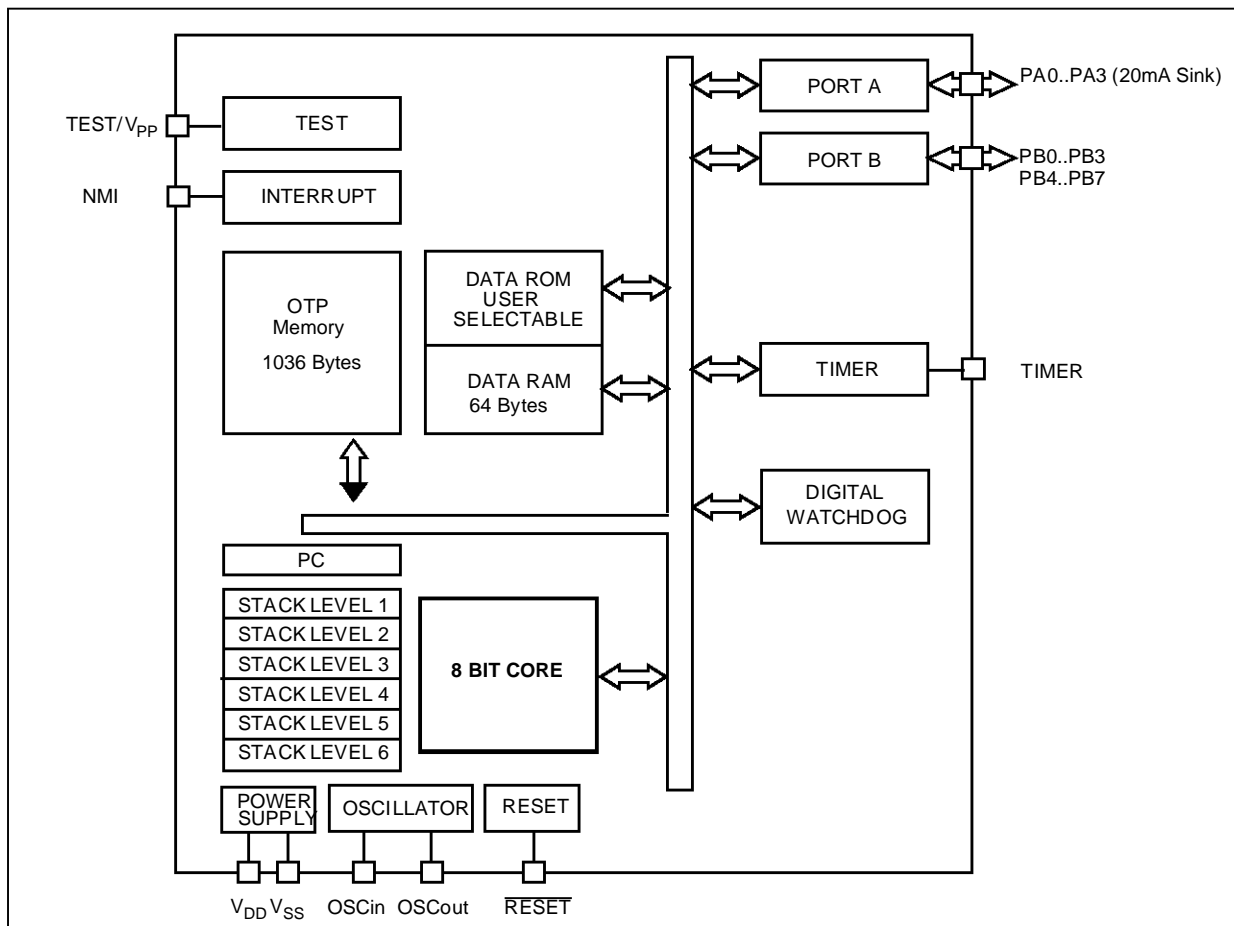 TEST/VPP
TEST
NMI
INTERRUPT
OTP
Memory
1036 Bytes
DATA ROM
USER
SELECTABLE
DATA RAM
64 Bytes
PORT A
PA0..PA3 (20mA Sink)
PORT B
PB0..PB3
PB4..PB7
TIMER
TIMER
DIGITAL
WATCHDOG
PC
STACK LEVEL 1
STACK LEVEL 2
STACK LEVEL 3
STACK LEVEL 4
STACK LEVEL 5
STACK LEVEL 6
8 BIT CORE
POWER
SUPPLY
OSCILLATOR
RESET
VDD VSS OSCin OSCout RESET